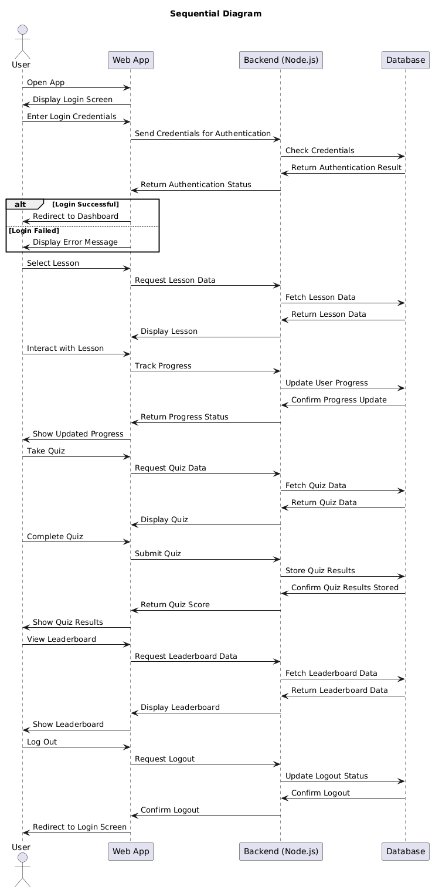 Sequential Diagram
User
Web App
Backend (Node.js)
Database
Open App
Display Login Screen
Enter Login Credentials
Send Credentials for Authentication
Check Credentials
Return Authentication Result
Return Authentication Status
alt [Login Successful]
Redirect to Dashboard
[Login Failed]
Display Error Message
Select Lesson
Request Lesson Data
Fetch Lesson Data
Return Lesson Data
Display Lesson
Interact with Lesson
Track Progress
Update User Progress
Confirm Progress Update
Return Progress Status
Show Updated Progress
Take Quiz
Request Quiz Data
Fetch Quiz Data
Return Quiz Data
Display Quiz
Complete Quiz
Submit Quiz
Store Quiz Results
Confirm Quiz Results Stored
Return Quiz Score
Show Quiz Results
View Leaderboard
Request Leaderboard Data
Fetch Leaderboard Data
Return Leaderboard Data
Display Leaderboard
Show Leaderboard
Log Out
Request Logout
Update Logout Status
Confirm Logout
Confirm Logout
Redirect to Login Screen
User
Web App
Backend (Node.js)
Database